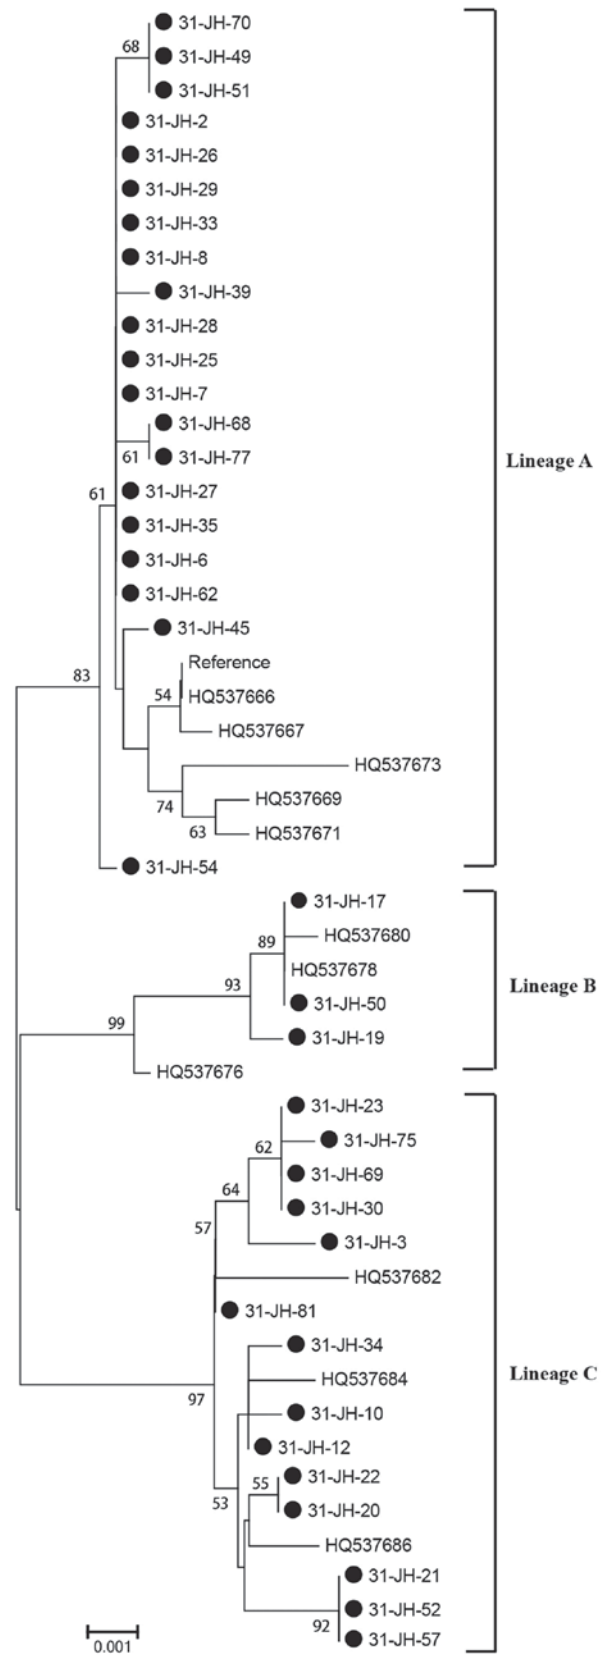 31-JH-70
68
31-JH-49
31-JH-51
31-JH-2
31-JH-26
31-JH-29
31-JH-33
31-JH-8
31-JH-39
31-JH-28
31-JH-25
31-JH-7
31-JH-68
61
31-JH-77
Lineage A
31-JH-27
61
31-JH-35
31-JH-6
31-JH-62
31-JH-45
Reference
83
54
HQ537666
HQ537667
HQ537673
74
HQ537669
63
HQ537671
31-JH-54
31-JH-17
89
HQ537680
HQ537678
93
Lineage B
31-JH-50
99
31-JH-19
HQ537676
31-JH-23
62
31-JH-75
31-JH-69
64
31-JH-30
57
31-JH-3
HQ537682
31-JH-81
31-JH-34
Lineage C
HQ537684
97
31-JH-10
31-JH-12
55
31-JH-22
53
31-JH-20
HQ537686
31-JH-21
31-JH-52
92
31-JH-57
0.001